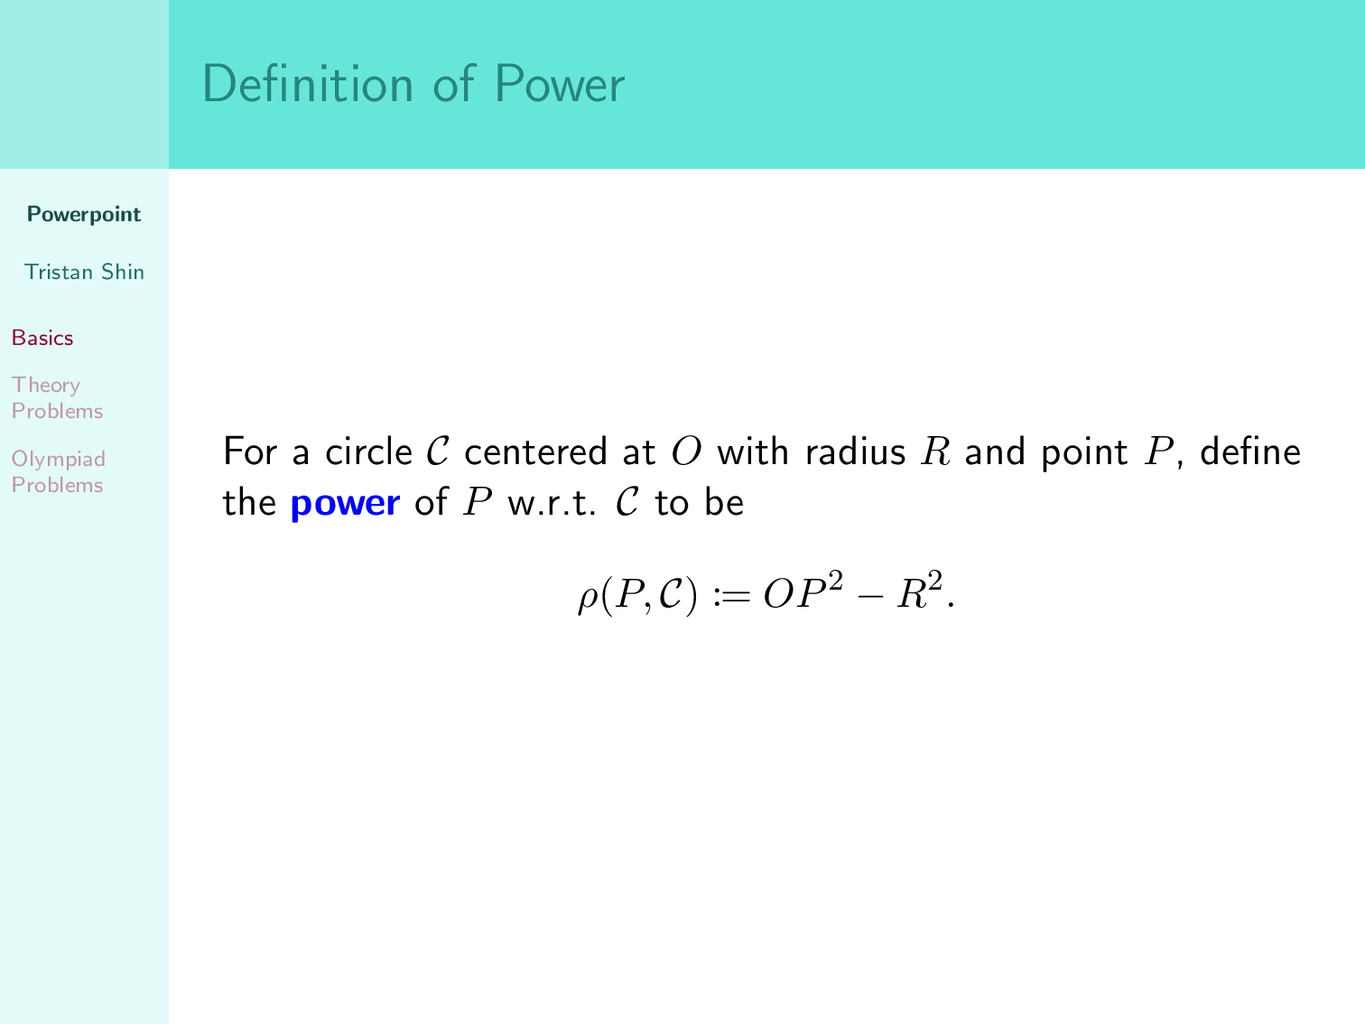 Definition of Power
Powerpoint
Tristan Shin
Basics
Theory
Problems
Olympiad
Problems
For a circle 𝒞 centered at O with radius R and point P, define
the power of P w.r.t. 𝒞 to be
ρ(P, 𝒞) := OP² − R².